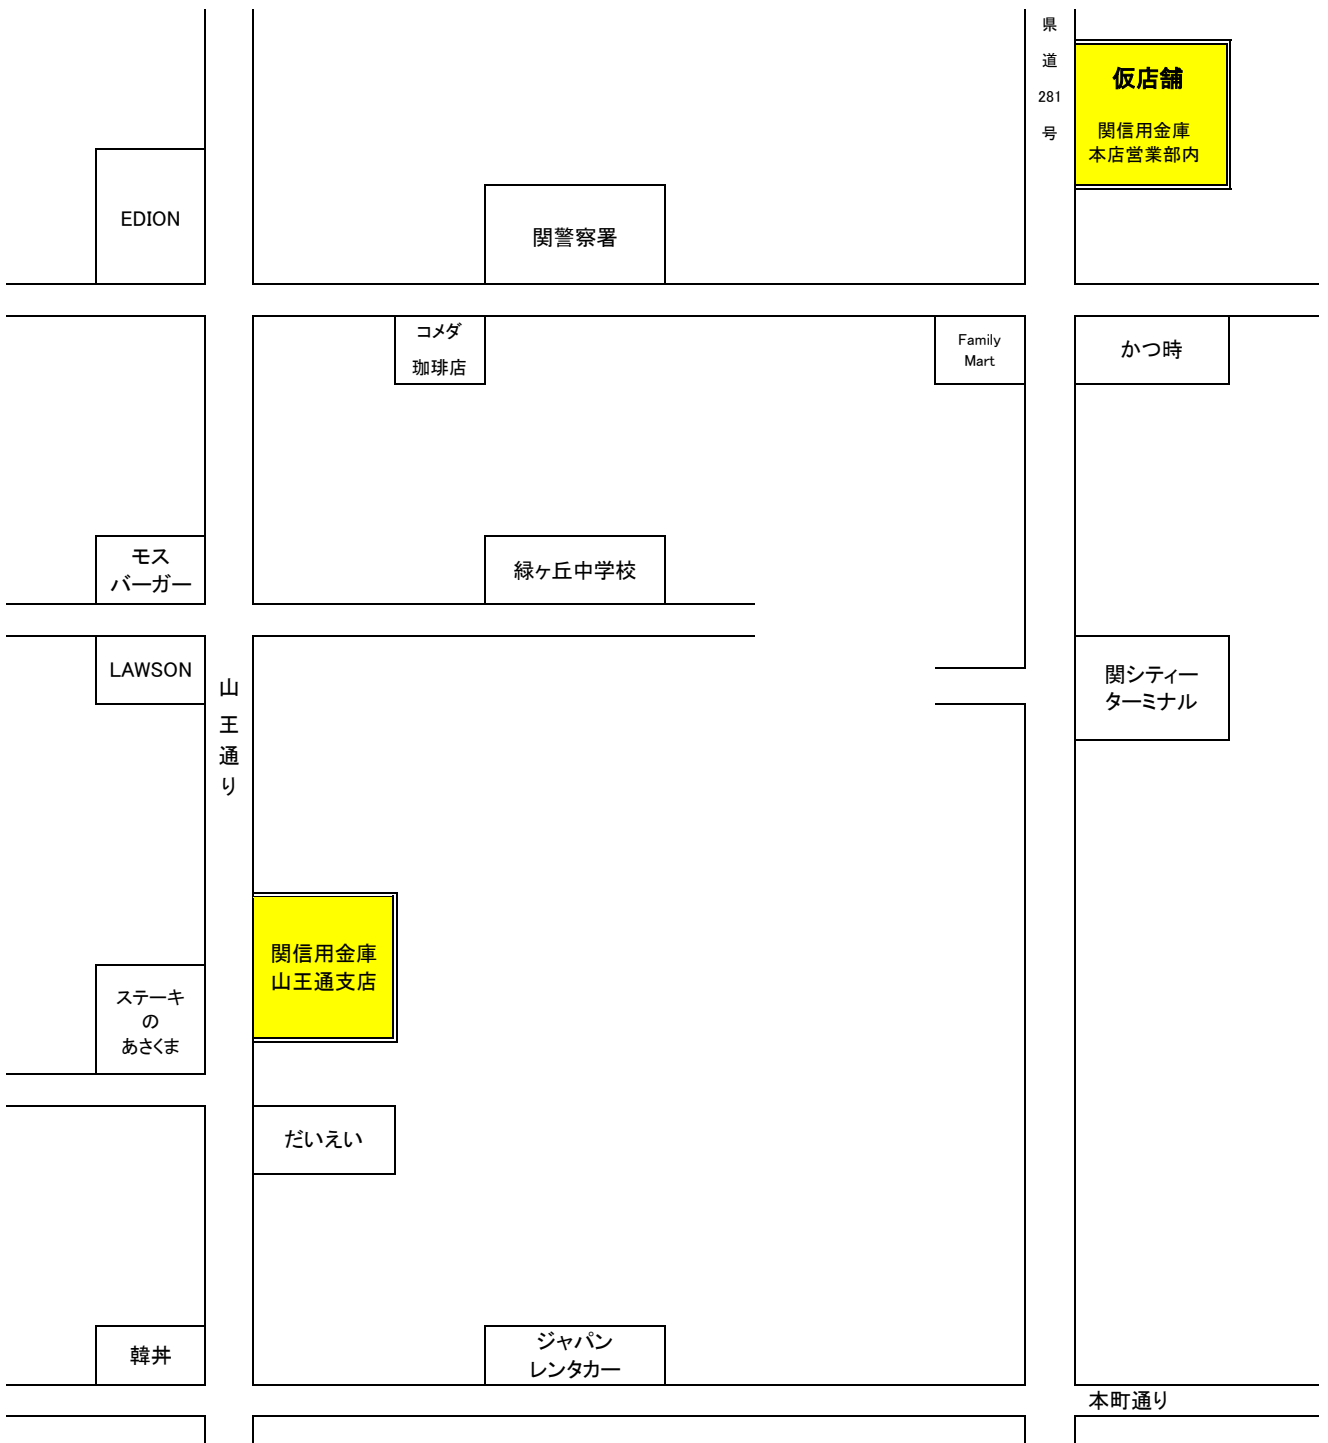 県
道
281
号
仮店舗
関信用金庫
本店営業部内
EDION
関警察署
コメダ
珈琲店
Family
Mart
かつ時
モス
バーガー
緑ヶ丘中学校
LAWSON
山
王
通
り
関シティー
ターミナル
関信用金庫
山王通支店
ステーキ
の
あさくま
だいえい
韓丼
ジャパン
レンタカー
本町通り